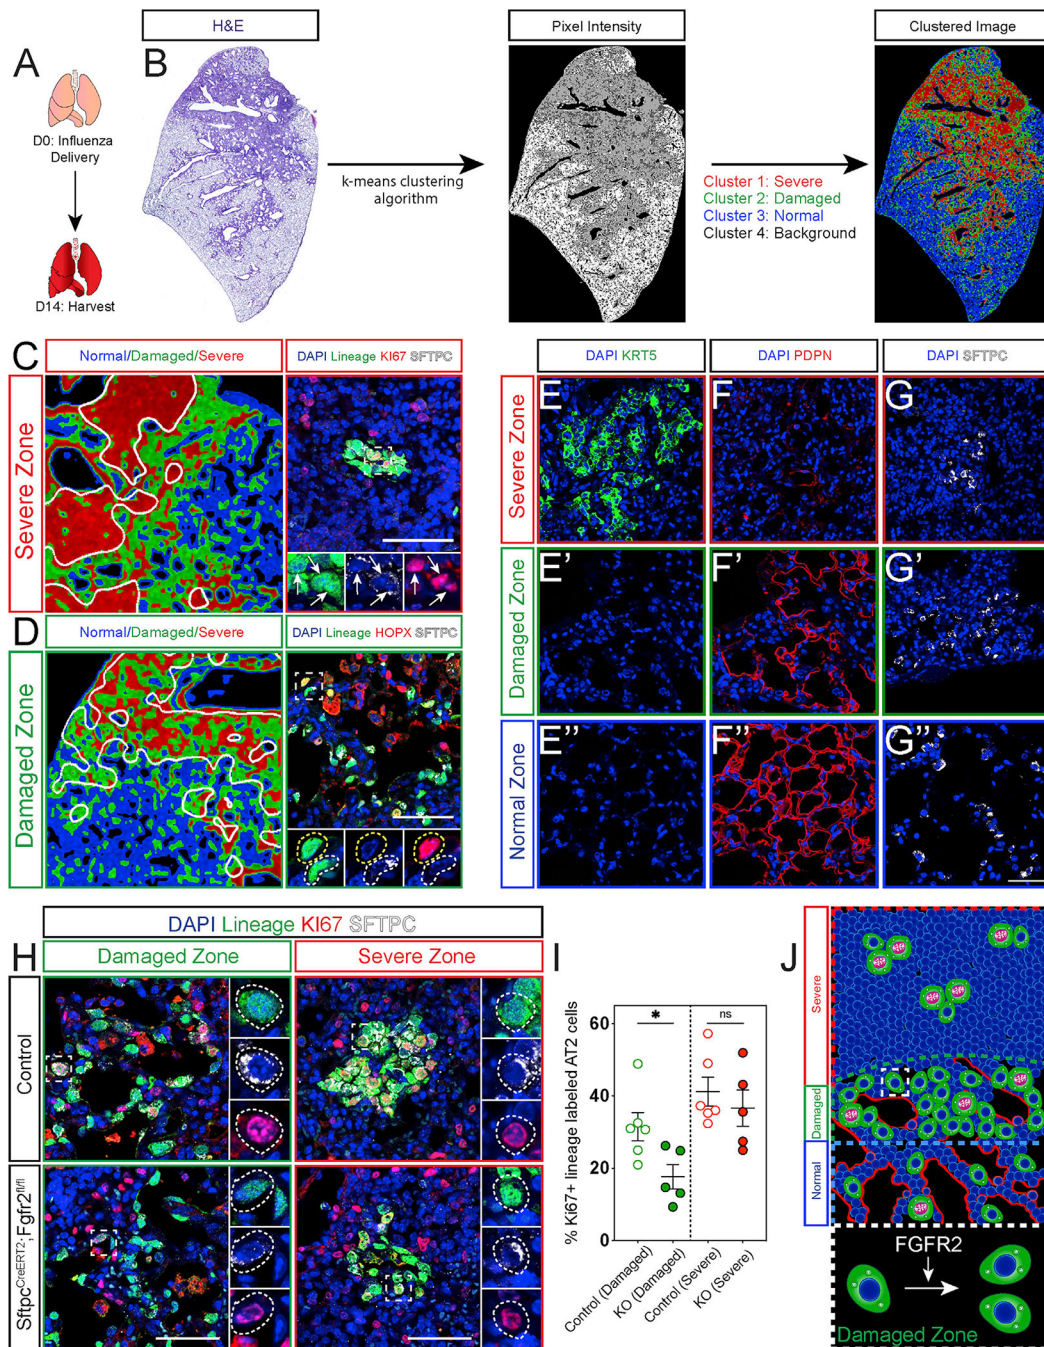 H&E
Pixel Intensity
Clustered Image
A
B
D0: Influenza
Delivery
D14: Harvest
k-means clustering
algorithm
Cluster 1: Severe
Cluster 2: Damaged
Cluster 3: Normal
Cluster 4: Background
C
Normal/Damaged/Severe
DAPI Lineage KI67 SFTPC
Severe Zone
D
Normal/Damaged/Severe
DAPI Lineage HOPX SFTPC
Damaged Zone
DAPI KRT5
DAPI PDPN
DAPI SFTPC
Severe Zone
E
F
G
Damaged Zone
E'
F'
G'
Normal Zone
E''
F''
G''
DAPI Lineage KI67 SFTPC
H
Damaged Zone
Severe Zone
Control
SftpcCreERT2;Fgfr2fl/fl
I
% Ki67+ lineage labeled AT2 cells
60
40
20
0
*
ns
Control (Damaged)
KO (Damaged)
Control (Severe)
KO (Severe)
J
Severe
Damaged
Normal
FGFR2
Damaged Zone